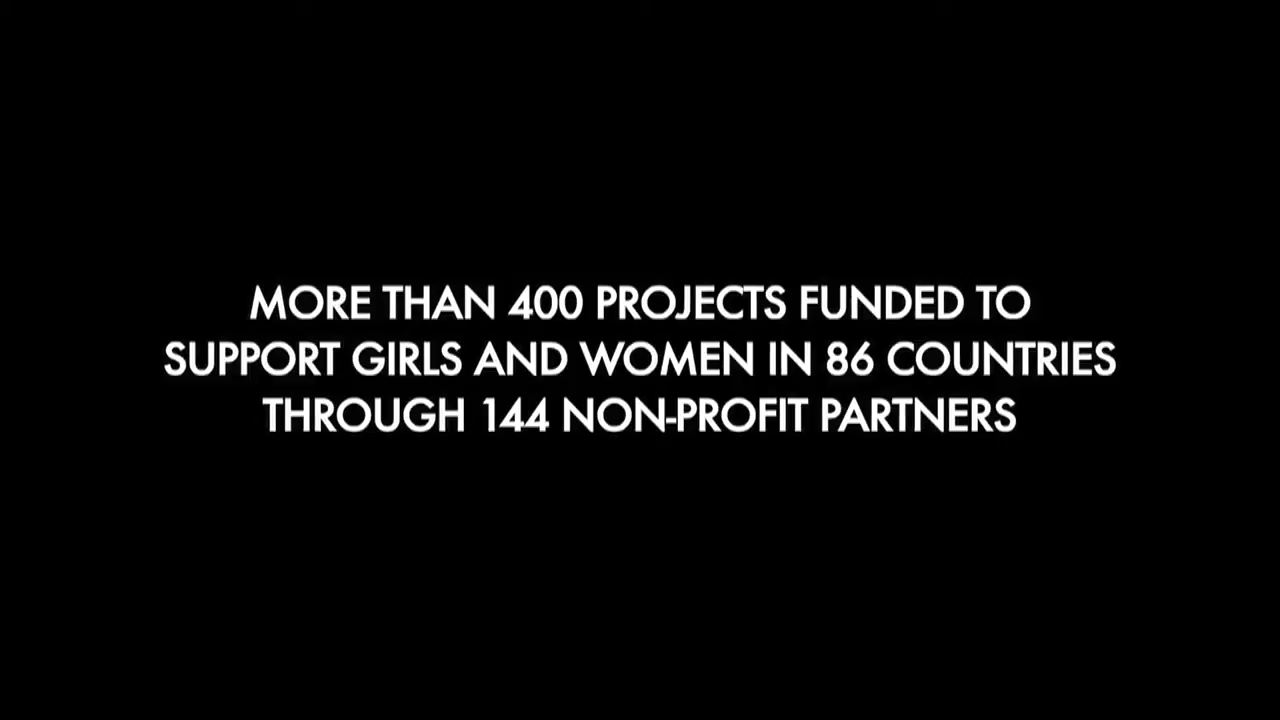 MORE THAN 400 PROJECTS FUNDED TO
SUPPORT GIRLS AND WOMEN IN 86 COUNTRIES
THROUGH 144 NON-PROFIT PARTNERS